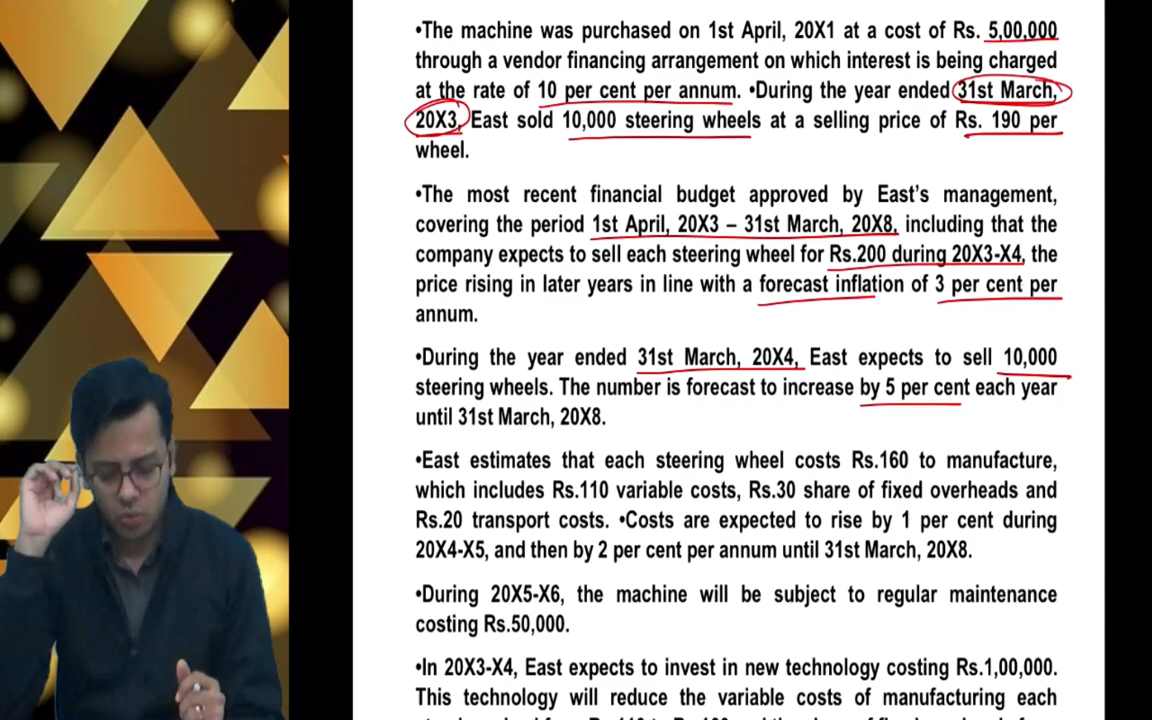 •The machine was purchased on 1st April, 20X1 at a cost of Rs. 5,00,000
through a vendor financing arrangement on which interest is being charged
at the rate of 10 per cent per annum. •During the year ended 31st March,
20X3, East sold 10,000 steering wheels at a selling price of Rs. 190 per
wheel.
•The most recent financial budget approved by East's management,
covering the period 1st April, 20X3 – 31st March, 20X8, including that the
company expects to sell each steering wheel for Rs.200 during 20X3-X4, the
price rising in later years in line with a forecast inflation of 3 per cent per
annum.
•During the year ended 31st March, 20X4, East expects to sell 10,000
steering wheels. The number is forecast to increase by 5 per cent each year
until 31st March, 20X8.
•East estimates that each steering wheel costs Rs.160 to manufacture,
which includes Rs.110 variable costs, Rs.30 share of fixed overheads and
Rs.20 transport costs. •Costs are expected to rise by 1 per cent during
20X4-X5, and then by 2 per cent per annum until 31st March, 20X8.
•During 20X5-X6, the machine will be subject to regular maintenance
costing Rs.50,000.
•In 20X3-X4, East expects to invest in new technology costing Rs.1,00,000.
This technology will reduce the variable costs of manufacturing each